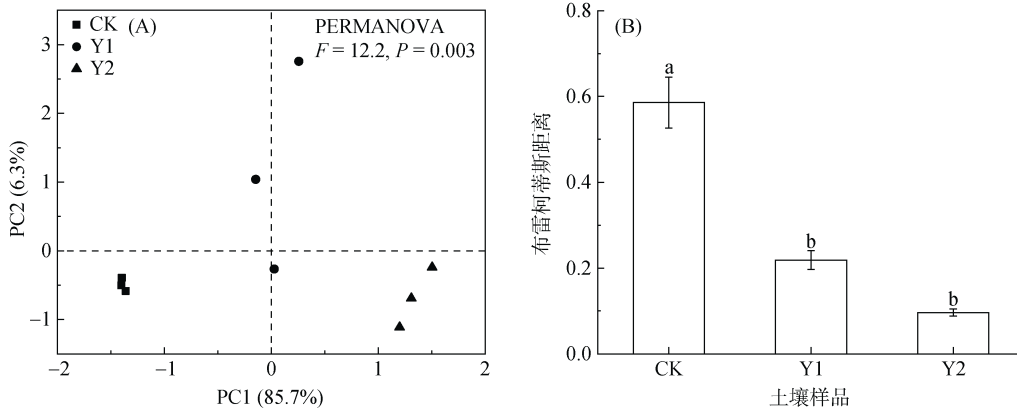 CK (A)
Y1
Y2
PERMANOVA
F = 12.2, P = 0.003
3
2
1
0
−1
PC2 (6.3%)
−2
−1
0
1
2
PC1 (85.7%)
(B)
0.8
0.6
0.4
0.2
0.0
布雷柯蒂斯距离
a
b
b
CK
Y1
Y2
土壤样品